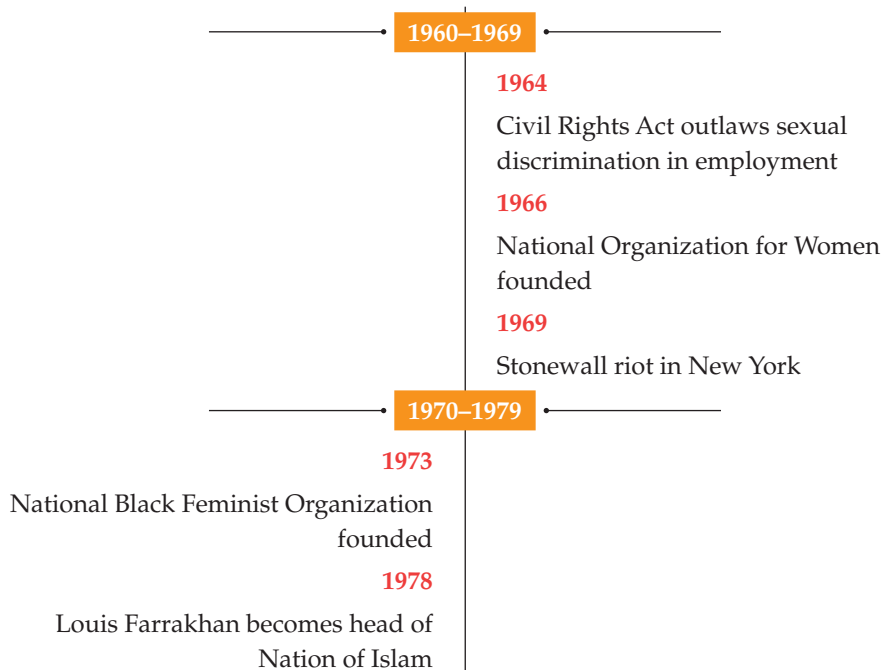 1960–1969
1964
Civil Rights Act outlaws sexual
discrimination in employment
1966
National Organization for Women
founded
1969
Stonewall riot in New York
1970–1979
1973
National Black Feminist Organization
founded
1978
Louis Farrakhan becomes head of
Nation of Islam